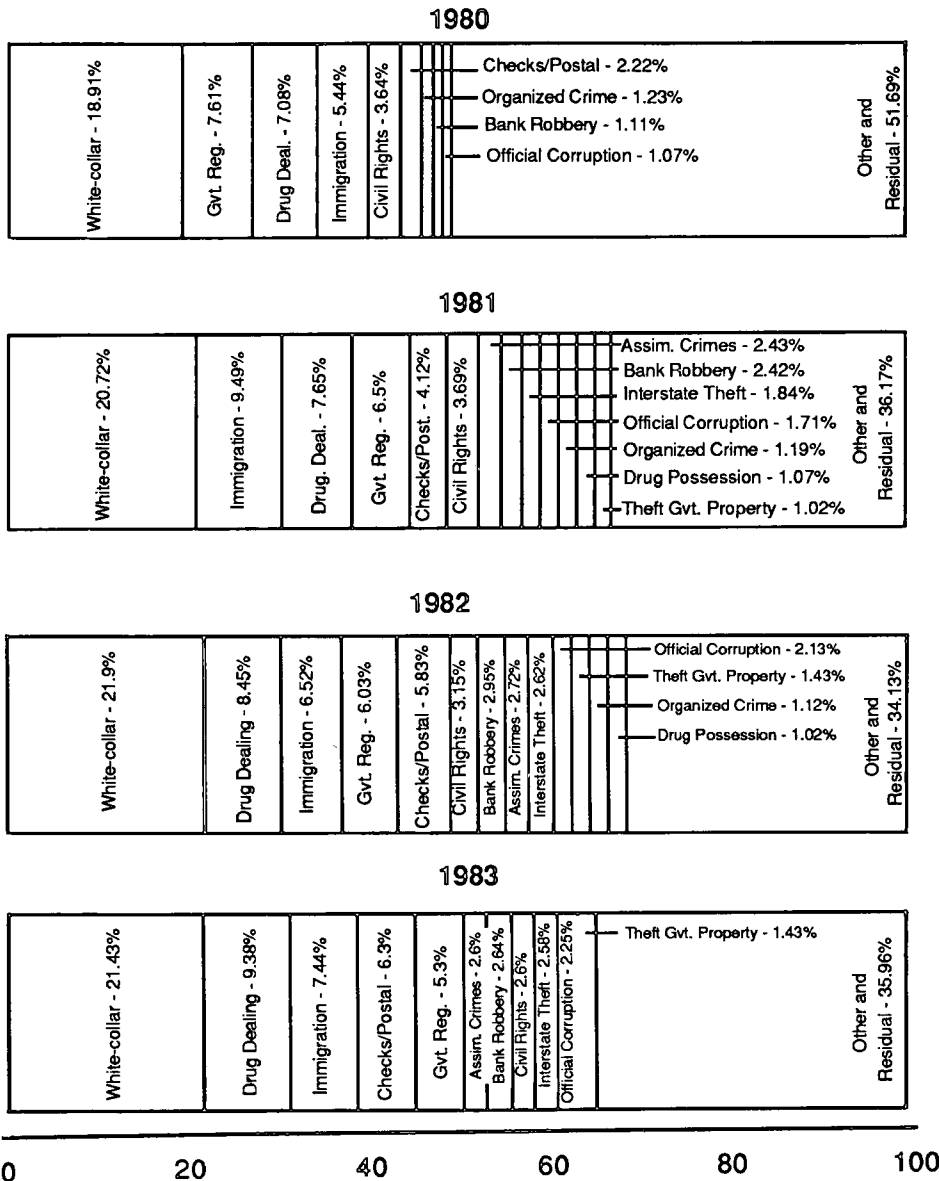 1980
White-collar - 18.91%
Gvt. Reg. - 7.61%
Drug Deal. - 7.08%
Immigration - 5.44%
Civil Rights - 3.64%
Checks/Postal - 2.22%
Organized Crime - 1.23%
Bank Robbery - 1.11%
Official Corruption - 1.07%
Other and
Residual - 51.69%
1981
White-collar - 20.72%
Immigration - 9.49%
Drug. Deal. - 7.65%
Gvt. Reg. - 6.5%
Checks/Post. - 4.12%
Civil Rights - 3.69%
Assim. Crimes - 2.43%
Bank Robbery - 2.42%
Interstate Theft - 1.84%
Official Corruption - 1.71%
Organized Crime - 1.19%
Drug Possession - 1.07%
Theft Gvt. Property - 1.02%
Other and
Residual - 36.17%
1982
White-collar - 21.9%
Drug Dealing - 8.45%
Immigration - 6.52%
Gvt. Reg. - 6.03%
Checks/Postal - 5.83%
Civil Rights - 3.15%
Bank Robbery - 2.95%
Assim. Crimes - 2.72%
Interstate Theft - 2.62%
Official Corruption - 2.13%
Theft Gvt. Property - 1.43%
Organized Crime - 1.12%
Drug Possession - 1.02%
Other and
Residual - 34.13%
1983
White-collar - 21.43%
Drug Dealing - 9.38%
Immigration - 7.44%
Checks/Postal - 6.3%
Gvt. Reg. - 5.3%
Assim. Crimes - 2.6%
Bank Robbery - 2.64%
Civil Rights - 2.6%
Interstate Theft - 2.58%
Official Corruption - 2.25%
Theft Gvt. Property - 1.43%
Other and
Residual - 35.96%
0 20 40 60 80 100